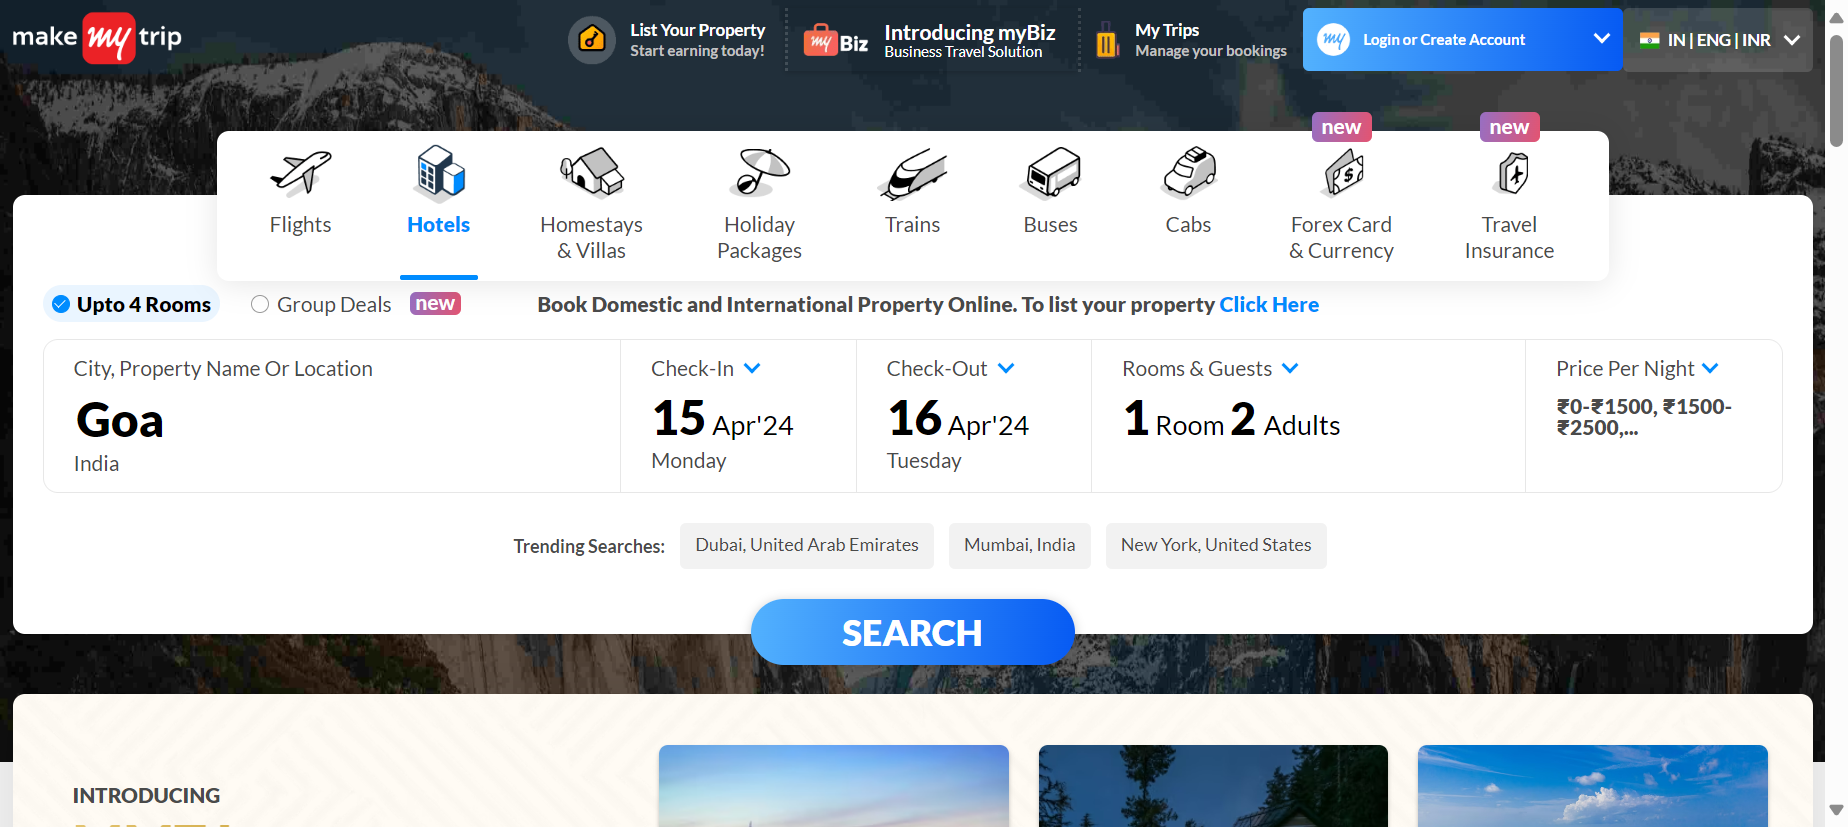 make my trip
List Your Property
Start earning today!
my Biz
Introducing myBiz
Business Travel Solution
My Trips
Manage your bookings
my
Login or Create Account
IN | ENG | INR
new
new
Flights
Hotels
Homestays
& Villas
Holiday
Packages
Trains
Buses
Cabs
Forex Card
& Currency
Travel
Insurance
Upto 4 Rooms
Group Deals
new
Book Domestic and International Property Online. To list your property Click Here
City, Property Name Or Location
Goa
India
Check-In
15 Apr'24
Monday
Check-Out
16 Apr'24
Tuesday
Rooms & Guests
1 Room 2 Adults
Price Per Night
₹0-₹1500, ₹1500-
₹2500,...
Trending Searches:
Dubai, United Arab Emirates
Mumbai, India
New York, United States
SEARCH
INTRODUCING